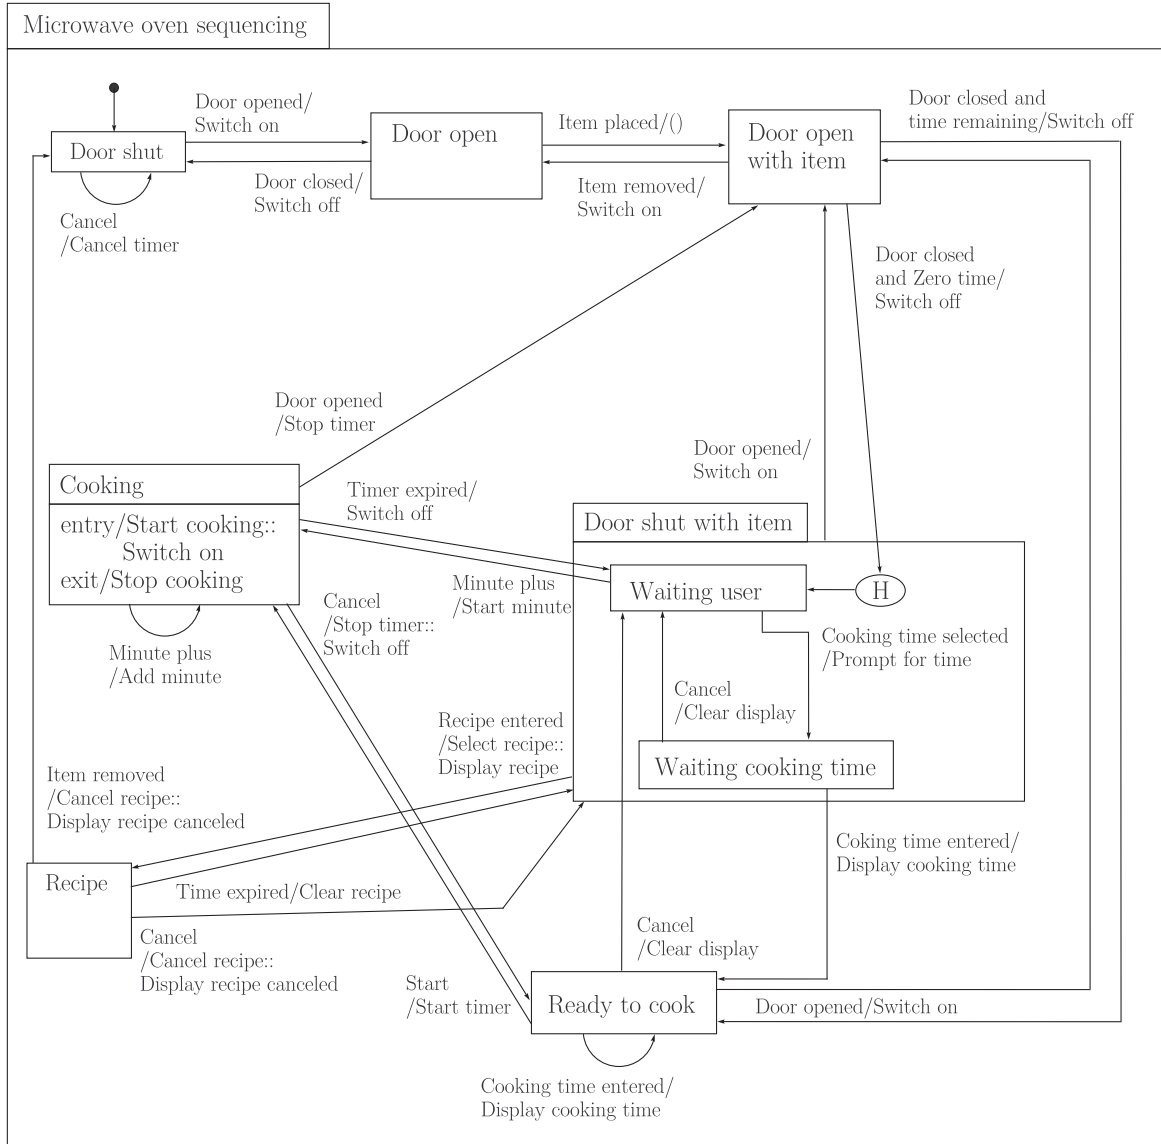 Microwave oven sequencing
Door opened/
Switch on
Door shut
Door open
Item placed/()
Door open
with item
Door closed and
time remaining/Switch off
Door closed/
Switch off
Item removed/
Switch on
Cancel
/Cancel timer
Door closed
and Zero time/
Switch off
Door opened
/Stop timer
Door opened/
Switch on
Cooking
entry/Start cooking::
Switch on
exit/Stop cooking
Timer expired/
Switch off
Door shut with item
Minute plus
/Start minute
Waiting user
H
Cancel
/Stop timer::
Switch off
Minute plus
/Add minute
Cooking time selected
/Prompt for time
Cancel
/Clear display
Recipe entered
/Select recipe::
Display recipe
Waiting cooking time
Item removed
/Cancel recipe::
Display recipe canceled
Coking time entered/
Display cooking time
Recipe
Time expired/Clear recipe
Cancel
/Cancel recipe::
Display recipe canceled
Cancel
/Clear display
Start
/Start timer
Ready to cook
Door opened/Switch on
Cooking time entered/
Display cooking time